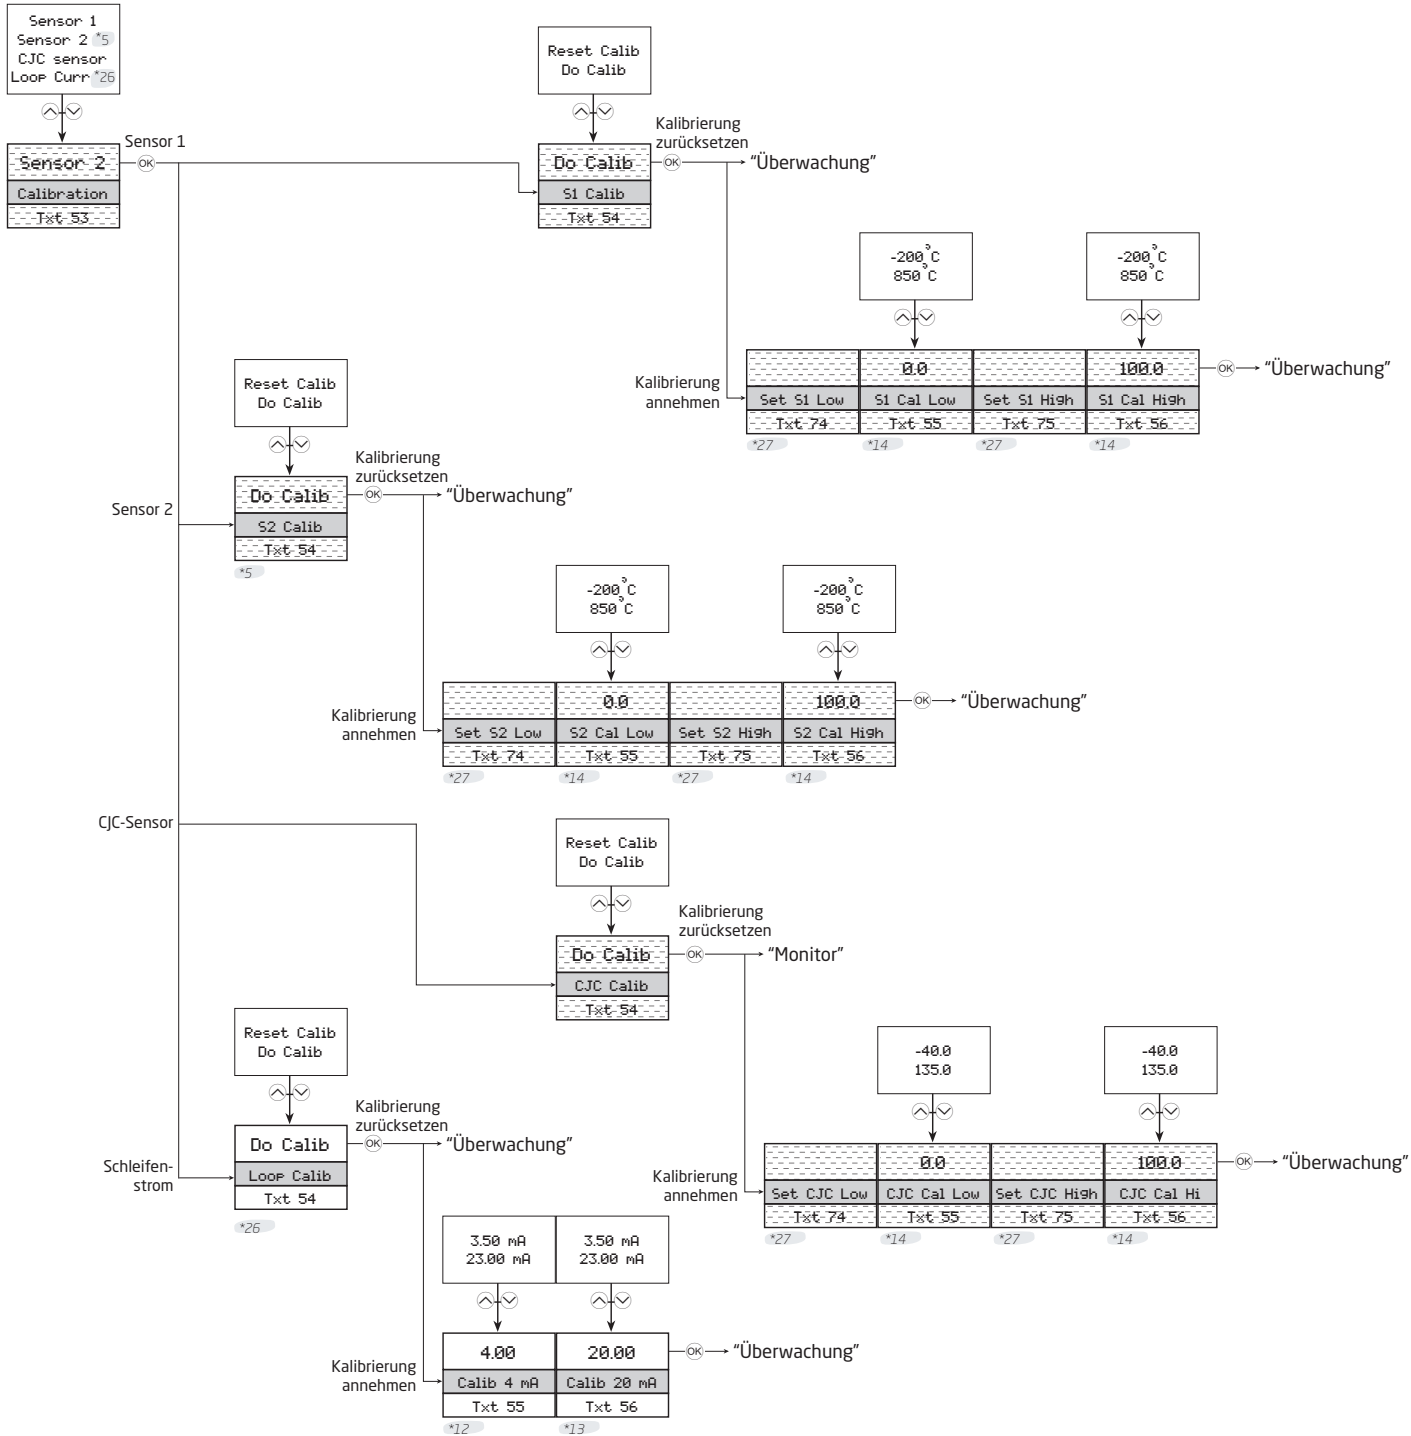 Sensor 1
Sensor 2 *5
CJC sensor
Loop Curr *26
Sensor 2
Calibration
Txt 53
Sensor 1
OK
Reset Calib
Do Calib
Do Calib
S1 Calib
Txt 54
Kalibrierung
zurücksetzen
OK
“Überwachung”
-200°C
850°C
-200°C
850°C
Kalibrierung
annehmen
0.0
100.0
Set S1 Low
S1 Cal Low
Set S1 High
S1 Cal High
Txt 74
Txt 55
Txt 75
Txt 56
*27
*14
*27
*14
OK
“Überwachung”
Sensor 2
Reset Calib
Do Calib
Do Calib
S2 Calib
Txt 54
*5
Kalibrierung
zurücksetzen
OK
“Überwachung”
-200°C
850°C
-200°C
850°C
Kalibrierung
annehmen
0.0
100.0
Set S2 Low
S2 Cal Low
Set S2 High
S2 Cal High
Txt 74
Txt 55
Txt 75
Txt 56
*27
*14
*27
*14
OK
“Überwachung”
CJC-Sensor
Reset Calib
Do Calib
Do Calib
CJC Calib
Txt 54
Kalibrierung
zurücksetzen
OK
“Monitor”
-40.0
135.0
-40.0
135.0
Kalibrierung
annehmen
0.0
100.0
Set CJC Low
CJC Cal Low
Set CJC High
CJC Cal Hi
Txt 74
Txt 55
Txt 75
Txt 56
*27
*14
*27
*14
OK
“Überwachung”
Schleifen-
strom
Reset Calib
Do Calib
Do Calib
Loop Calib
Txt 54
*26
Kalibrierung
zurücksetzen
OK
“Überwachung”
3.50 mA
23.00 mA
3.50 mA
23.00 mA
Kalibrierung
annehmen
4.00
20.00
Calib 4 mA
Calib 20 mA
Txt 55
Txt 56
*12
*13
OK
“Überwachung”